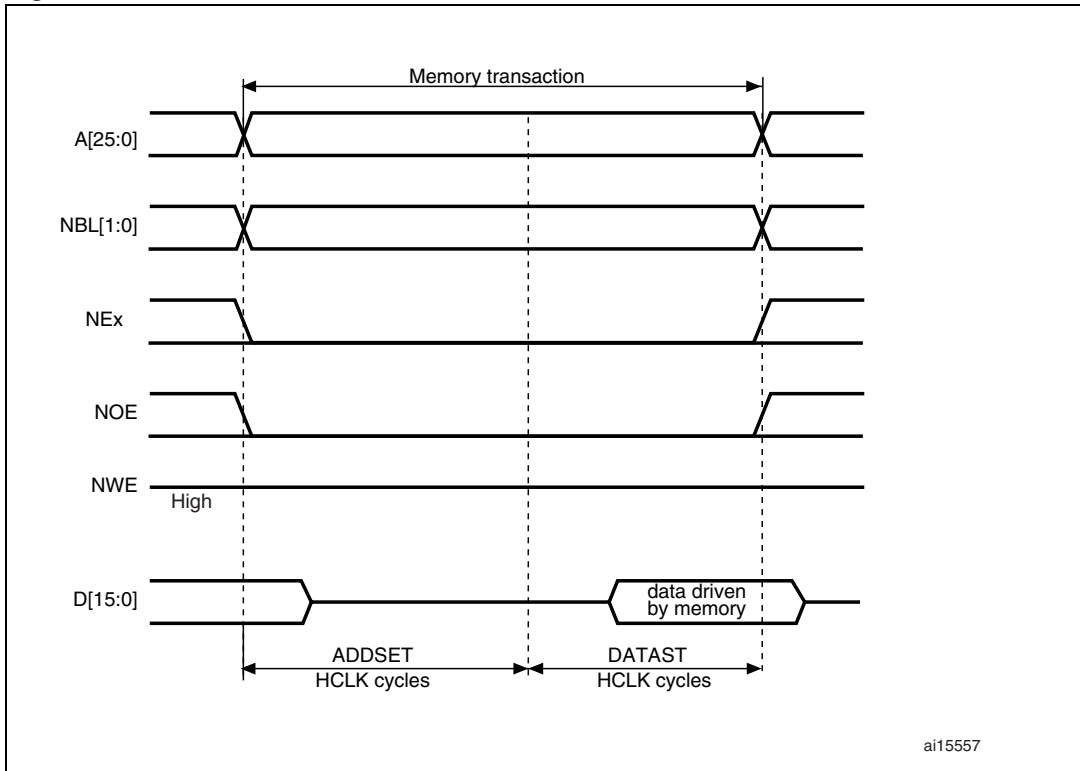 Memory transaction
A[25:0]
NBL[1:0]
NEx
NOE
NWE
High
D[15:0]
data driven
by memory
ADDSET
HCLK cycles
DATAST
HCLK cycles
ai15557